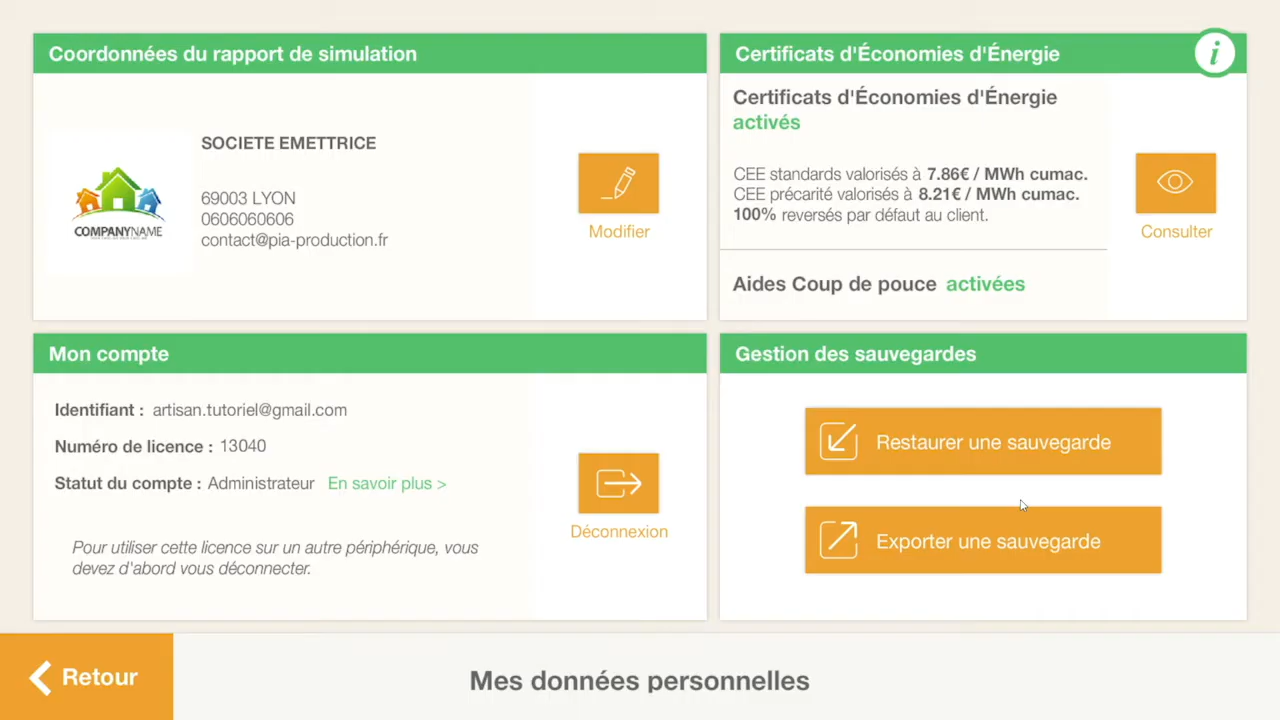 Coordonnées du rapport de simulation
SOCIETE EMETTRICE
COMPANYNAME
69003 LYON
0606060606
contact@pia-production.fr
Modifier
Certificats d'Économies d'Énergie
i
Certificats d'Économies d'Énergie
activés
CEE standards valorisés à 7.86€ / MWh cumac.
CEE précarité valorisés à 8.21€ / MWh cumac.
100% reversés par défaut au client.
Consulter
Aides Coup de pouce activées
Mon compte
Identifiant : artisan.tutoriel@gmail.com
Numéro de licence : 13040
Statut du compte : Administrateur En savoir plus >
Pour utiliser cette licence sur un autre périphérique, vous
devez d'abord vous déconnecter.
Déconnexion
Gestion des sauvegardes
Restaurer une sauvegarde
Exporter une sauvegarde
Retour
Mes données personnelles